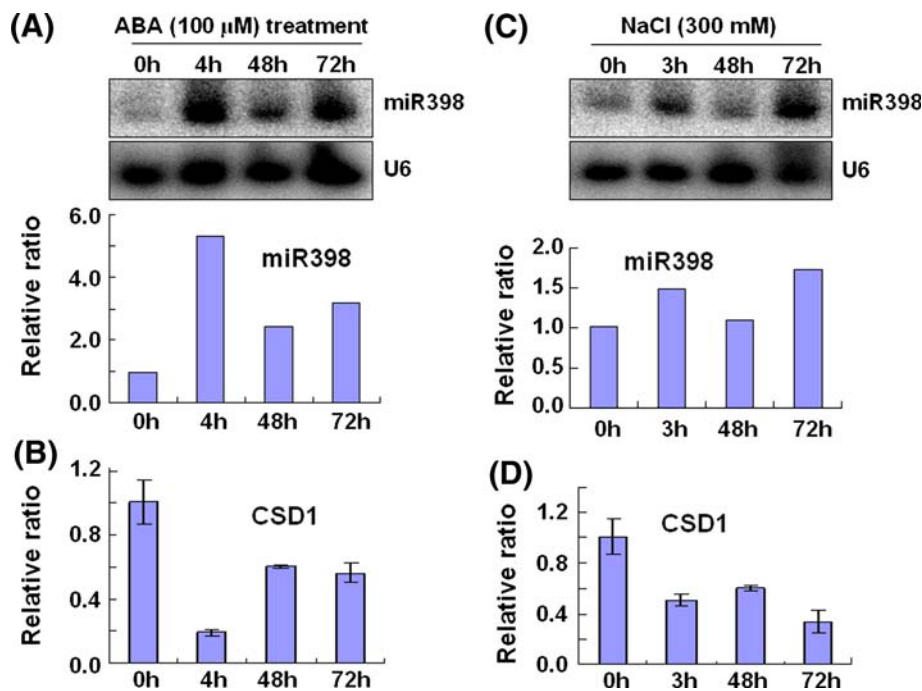 (A)
ABA (100 µM) treatment
0h 4h 48h 72h
miR398
U6
6.0
4.0
2.0
0.0
Relative ratio
miR398
0h 4h 48h 72h
(B)
1.2
0.8
0.4
0.0
Relative ratio
CSD1
0h 4h 48h 72h
(C)
NaCl (300 mM)
0h 3h 48h 72h
miR398
U6
2.0
1.5
1.0
0.5
0.0
Relative ratio
miR398
0h 3h 48h 72h
(D)
1.2
0.8
0.4
0.0
Relative ratio
CSD1
0h 3h 48h 72h